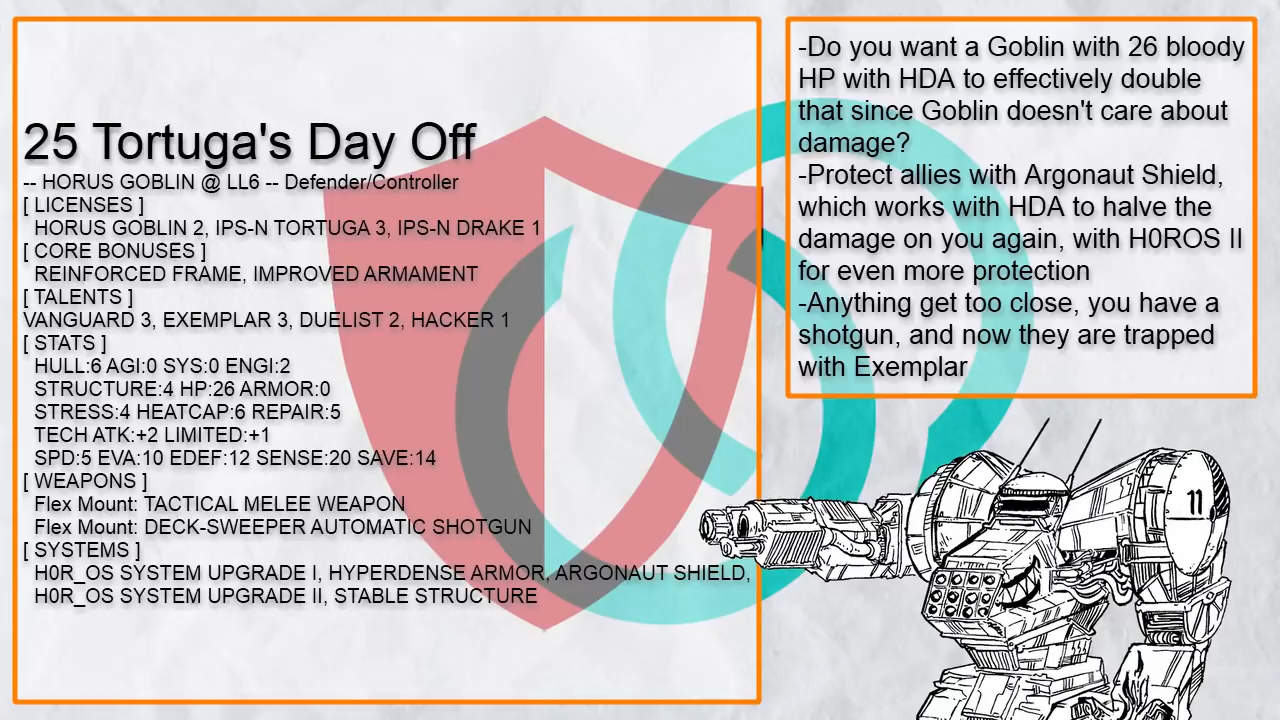 25 Tortuga's Day Off
-- HORUS GOBLIN @ LL6 -- Defender/Controller
[ LICENSES ]
HORUS GOBLIN 2, IPS-N TORTUGA 3, IPS-N DRAKE 1
[ CORE BONUSES ]
REINFORCED FRAME, IMPROVED ARMAMENT
[ TALENTS ]
VANGUARD 3, EXEMPLAR 3, DUELIST 2, HACKER 1
[ STATS ]
HULL:6 AGI:0 SYS:0 ENGI:2
STRUCTURE:4 HP:26 ARMOR:0
STRESS:4 HEATCAP:6 REPAIR:5
TECH ATK:+2 LIMITED:+1
SPD:5 EVA:10 EDEF:12 SENSE:20 SAVE:14
[ WEAPONS ]
Flex Mount: TACTICAL MELEE WEAPON
Flex Mount: DECK-SWEEPER AUTOMATIC SHOTGUN
[ SYSTEMS ]
H0R_OS SYSTEM UPGRADE I, HYPERDENSE ARMOR, ARGONAUT SHIELD,
H0R_OS SYSTEM UPGRADE II, STABLE STRUCTURE
-Do you want a Goblin with 26 bloody
HP with HDA to effectively double
that since Goblin doesn't care about
damage?
-Protect allies with Argonaut Shield,
which works with HDA to halve the
damage on you again, with H0ROS II
for even more protection
-Anything get too close, you have a
shotgun, and now they are trapped
with Exemplar
11